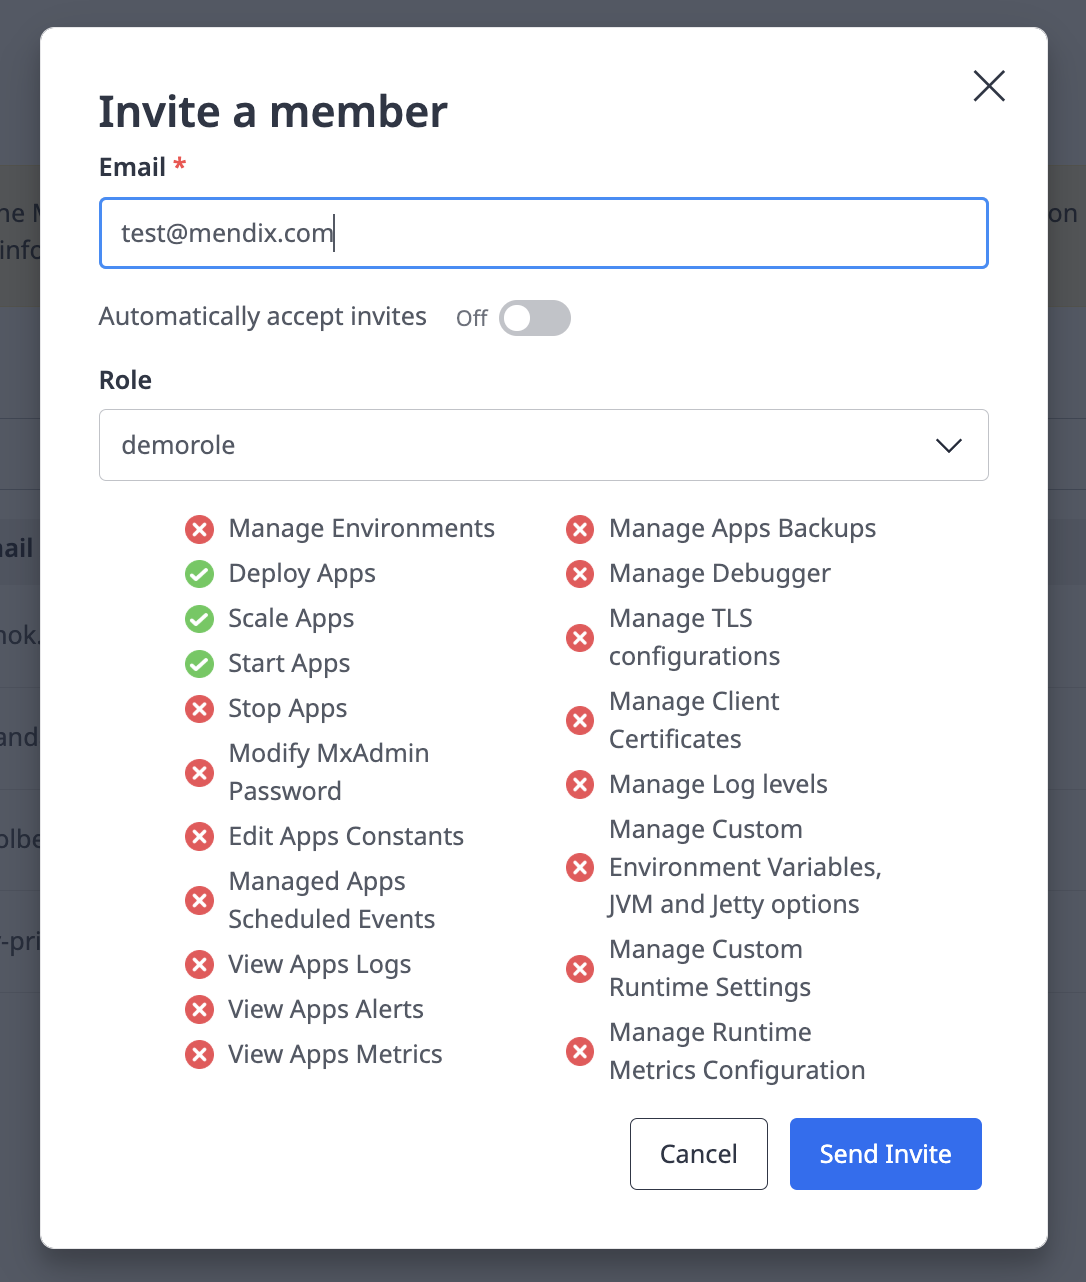 Invite a member
Email *
test@mendix.com
Automatically accept invites Off
Role
demorole
Manage Environments
Deploy Apps
Scale Apps
Start Apps
Stop Apps
Modify MxAdmin
Password
Edit Apps Constants
Managed Apps
Scheduled Events
View Apps Logs
View Apps Alerts
View Apps Metrics
Manage Apps Backups
Manage Debugger
Manage TLS
configurations
Manage Client
Certificates
Manage Log levels
Manage Custom
Environment Variables,
JVM and Jetty options
Manage Custom
Runtime Settings
Manage Runtime
Metrics Configuration
Cancel
Send Invite
on